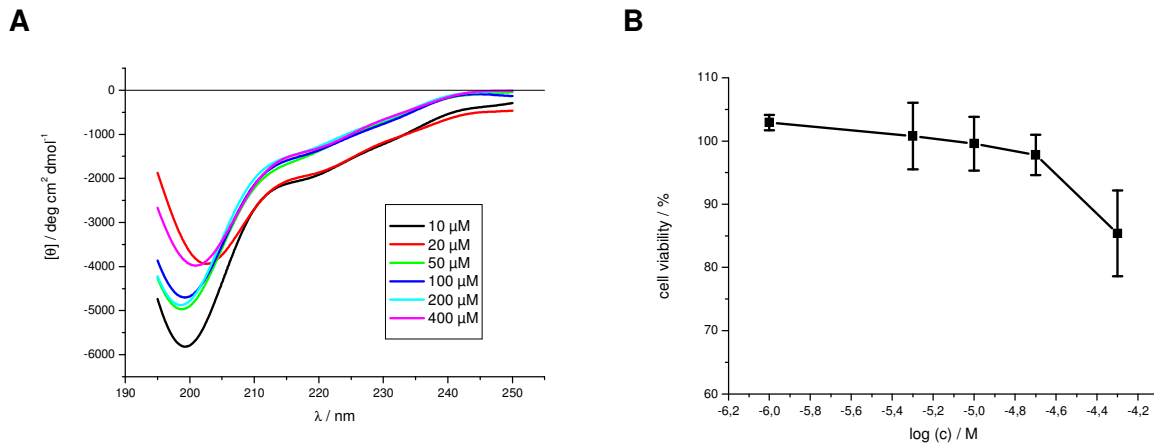 A
0
-1000
-2000
-3000
-4000
-5000
-6000
[θ] / deg cm² dmol⁻¹
190 200 210 220 230 240 250
λ / nm
10 µM
20 µM
50 µM
100 µM
200 µM
400 µM
B
110
100
90
80
70
60
cell viability / %
-6,2 -6,0 -5,8 -5,6 -5,4 -5,2 -5,0 -4,8 -4,6 -4,4 -4,2
log (c) / M